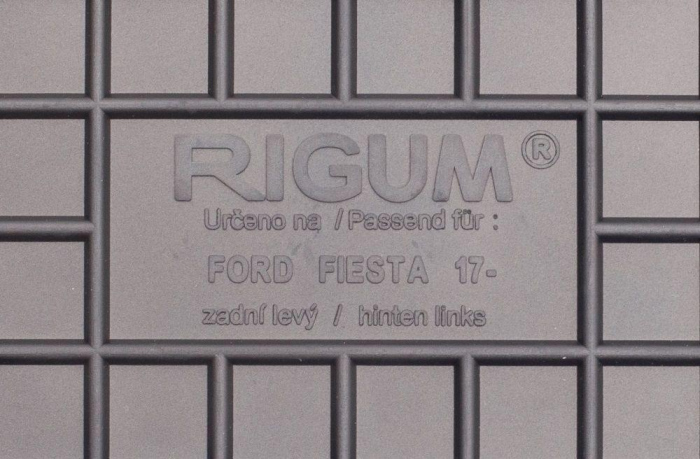 RIGUM®
Určeno na / Passend für :
FORD FIESTA 17-
zadní levý / hinten links